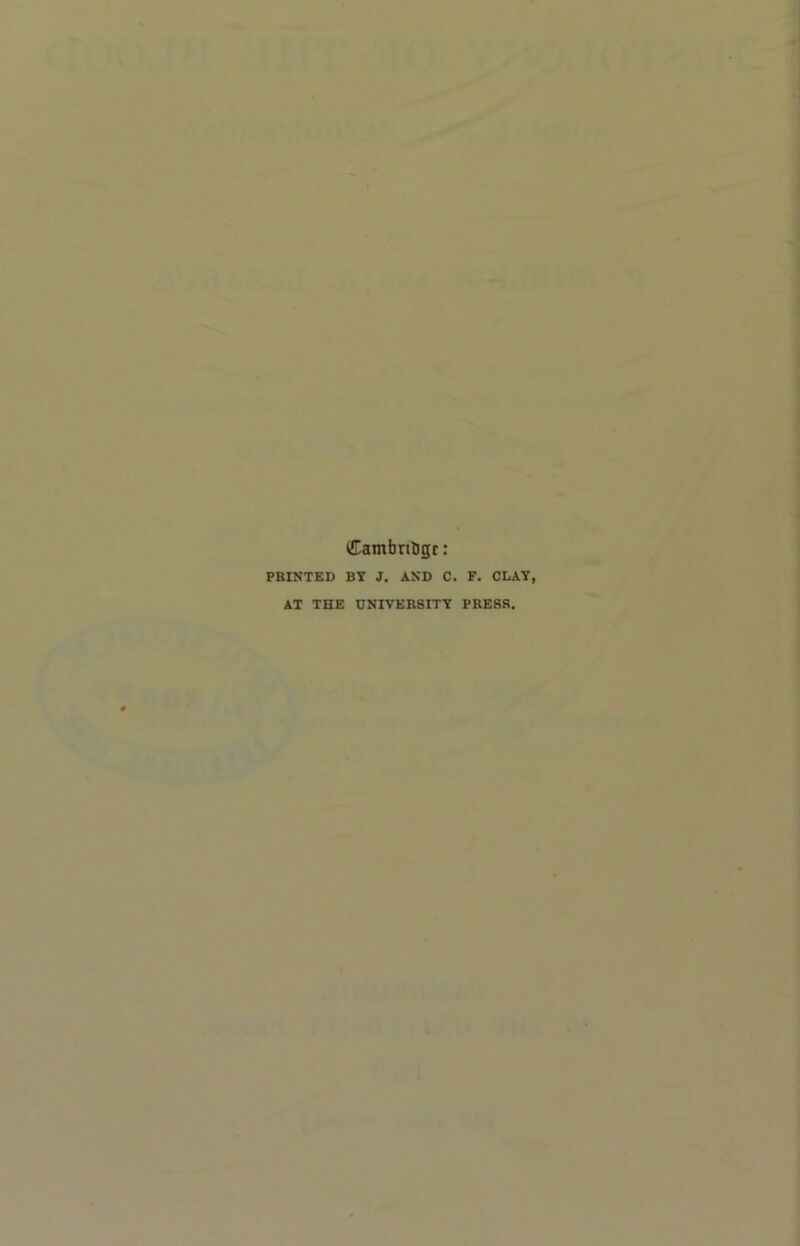 Cambridge:
PRINTED BY J. AND C. F. CLAY,
AT THE UNIVERSITY PRESS.